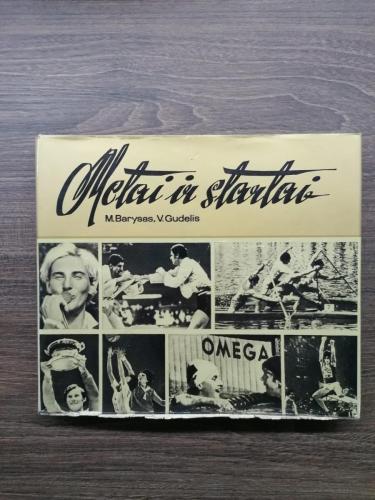 Metai ir startai
M.Barysas, V.Gudelis
OMEGA